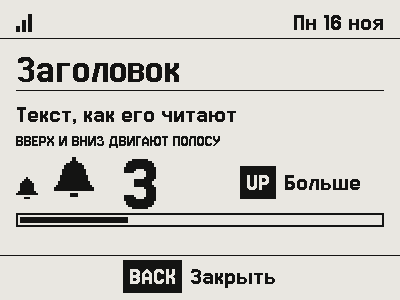 Пн 16 ноя
Заголовок
Текст, как его читают
ВВЕРХ И ВНИЗ ДВИГАЮТ ПОЛОСУ
3
UP Больше
BACK Закрыть